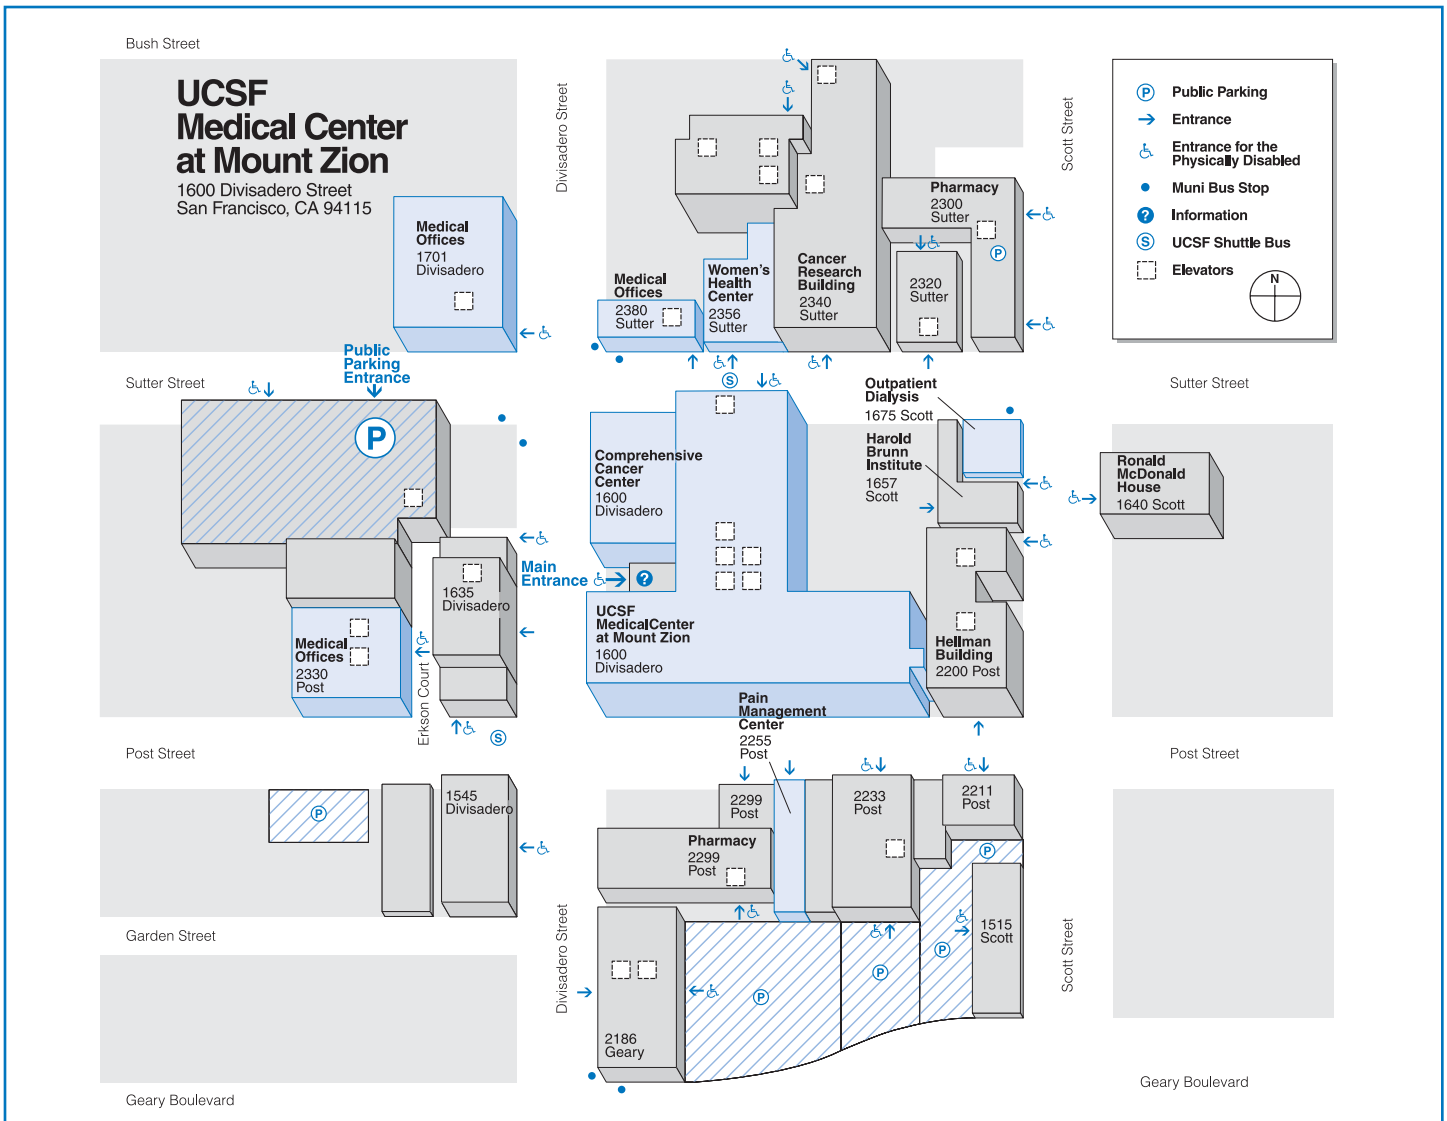 Bush Street
UCSF
Medical Center
at Mount Zion
1600 Divisadero Street
San Francisco, CA 94115
Medical
Offices
1701
Divisadero
Divisadero Street
Medical
Offices
2380
Sutter
Women's
Health
Center
2356
Sutter
Cancer
Research
Building
2340
Sutter
Pharmacy
2300
Sutter
P
2320
Sutter
Scott Street
P Public Parking
Entrance
Entrance for the
Physically Disabled
Muni Bus Stop
? Information
S UCSF Shuttle Bus
Elevators
N
Sutter Street
Public
Parking
Entrance
P
S
Outpatient
Dialysis
1675 Scott
Harold
Brunn
Institute
1657
Scott
Sutter Street
Ronald
McDonald
House
1640 Scott
Comprehensive
Cancer
Center
1600
Divisadero
Main
Entrance
?
1635
Divisadero
Medical
Offices
2330
Post
Erkson Court
S
UCSF
MedicalCenter
at Mount Zion
1600
Divisadero
Hellman
Building
2200 Post
Pain
Management
Center
2255
Post
Post Street
Post Street
P
1545
Divisadero
2299
Post
Pharmacy
2299
Post
2233
Post
2211
Post
P
1515
Scott
P
P
P
Garden Street
Divisadero Street
2186
Geary
Scott Street
Geary Boulevard
Geary Boulevard